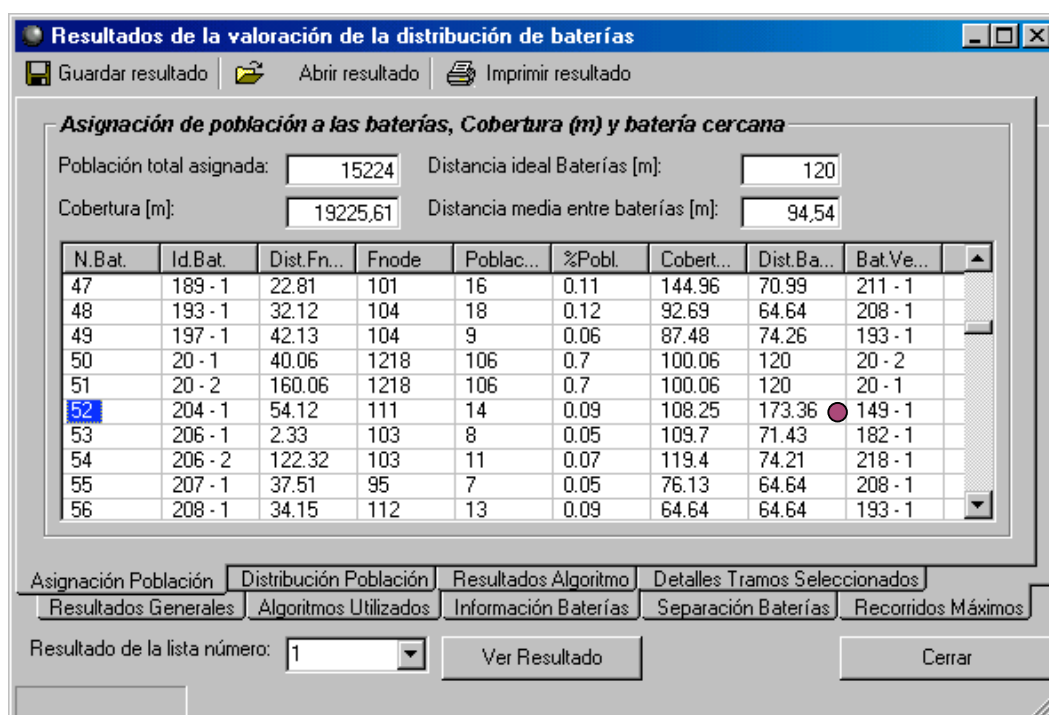 Resultados de la valoración de la distribución de baterías
Guardar resultado Abrir resultado Imprimir resultado
Asignación de población a las baterías, Cobertura (m) y batería cercana
Población total asignada: 15224 Distancia ideal Baterías [m]: 120
Cobertura [m]: 19225,61 Distancia media entre baterías [m]: 94,54
N.Bat. Id.Bat. Dist.Fn... Fnode Poblac... %Pobl. Cobert... Dist.Ba... Bat.Ve...
47 189 - 1 22.81 101 16 0.11 144.96 70.99 211 - 1
48 193 - 1 32.12 104 18 0.12 92.69 64.64 208 - 1
49 197 - 1 42.13 104 9 0.06 87.48 74.26 193 - 1
50 20 - 1 40.06 1218 106 0.7 100.06 120 20 - 2
51 20 - 2 160.06 1218 106 0.7 100.06 120 20 - 1
52 204 - 1 54.12 111 14 0.09 108.25 173.36 149 - 1
53 206 - 1 2.33 103 8 0.05 109.7 71.43 182 - 1
54 206 - 2 122.32 103 11 0.07 119.4 74.21 218 - 1
55 207 - 1 37.51 95 7 0.05 76.13 64.64 208 - 1
56 208 - 1 34.15 112 13 0.09 64.64 64.64 193 - 1
Asignación Población Distribución Población Resultados Algoritmo Detalles Tramos Seleccionados
Resultados Generales Algoritmos Utilizados Información Baterías Separación Baterías Recorridos Máximos
Resultado de la lista número: 1 Ver Resultado Cerrar